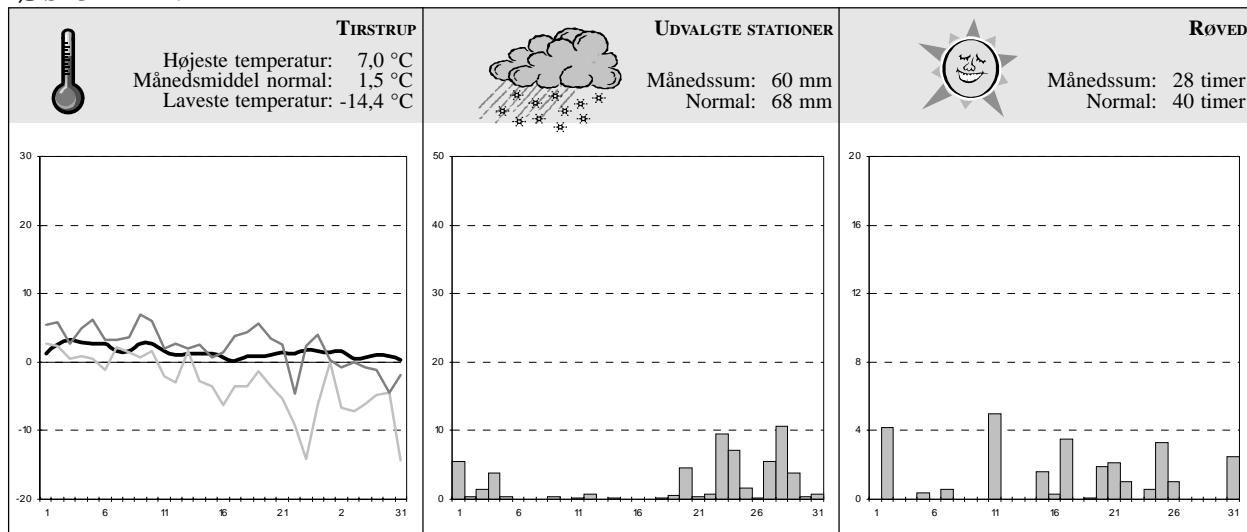 TIRSTRUP
Højeste temperatur: 7,0 °C
Månedsmiddel normal: 1,5 °C
Laveste temperatur: -14,4 °C
UDVALGTE STATIONER
Månedssum: 60 mm
Normal: 68 mm
RØVED
Månedssum: 28 timer
Normal: 40 timer
30
20
10
0
-10
-20
1 6 11 16 21 2 31
50
40
30
20
10
0
1 6 11 16 21 26 31
20
16
12
8
4
0
1 6 11 16 21 26 31